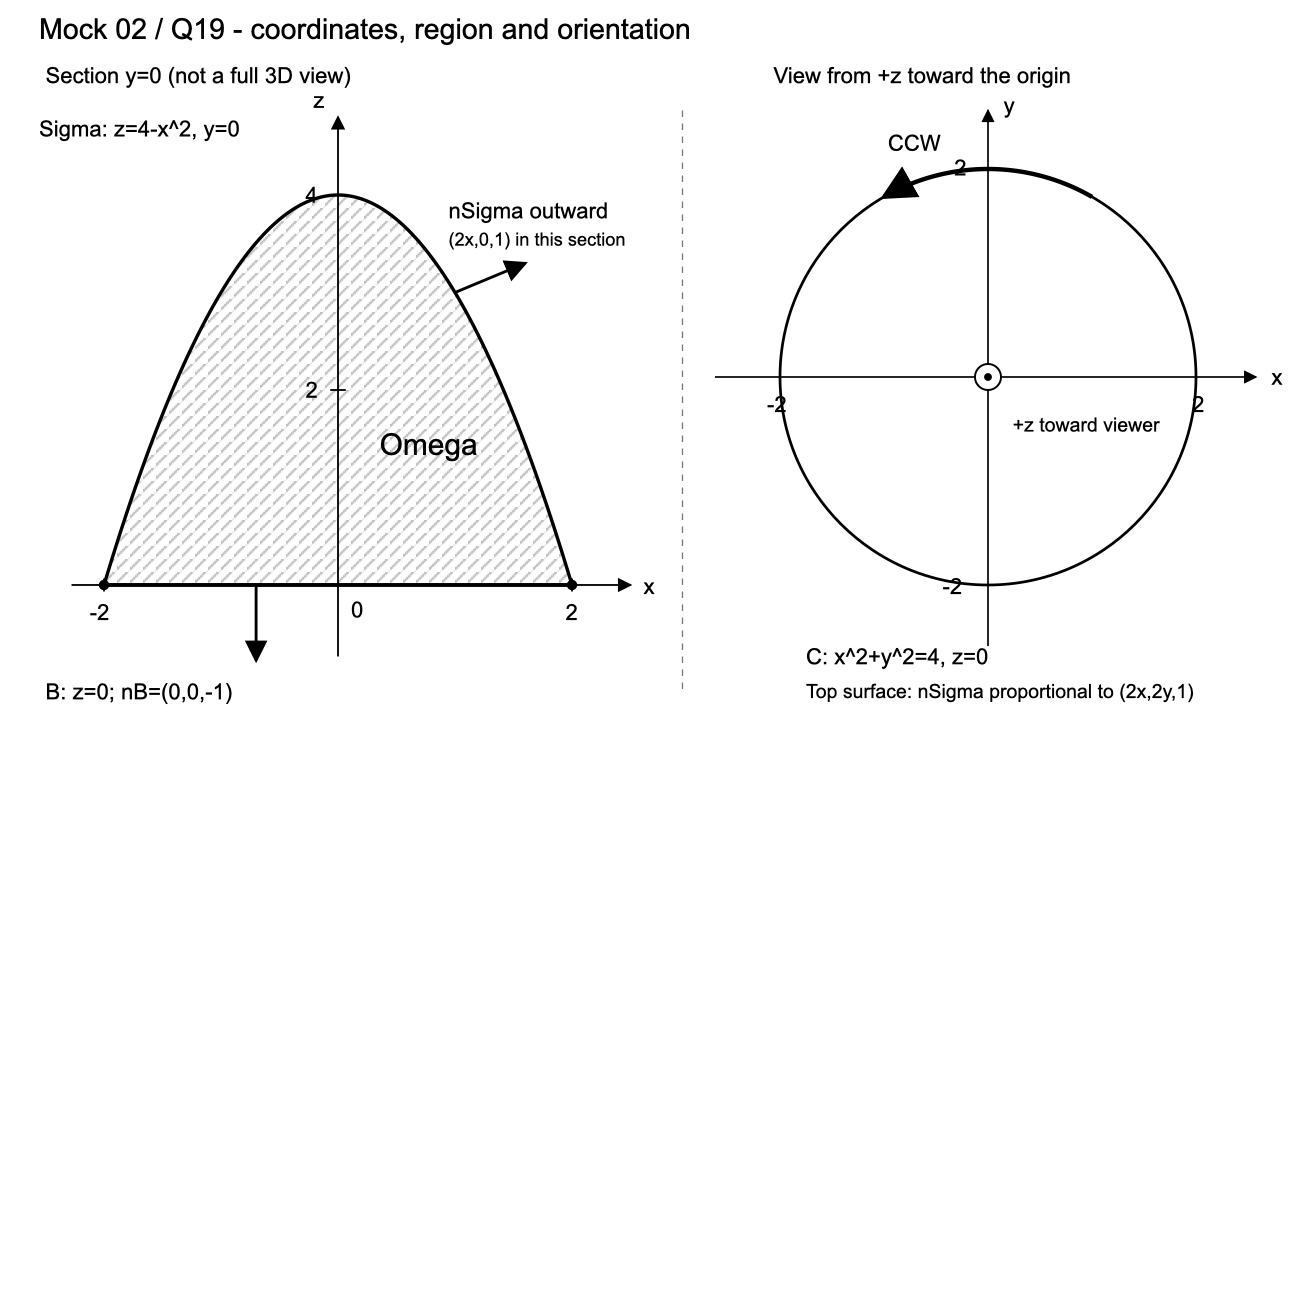 Mock 02 / Q19 - coordinates, region and orientation
Section y=0 (not a full 3D view)
z
Sigma: z=4-x^2, y=0
4
nSigma outward
(2x,0,1) in this section
2
Omega
x
-2
0
2
B: z=0; nB=(0,0,-1)
View from +z toward the origin
y
CCW
2
x
-2
2
+z toward viewer
-2
C: x^2+y^2=4, z=0
Top surface: nSigma proportional to (2x,2y,1)